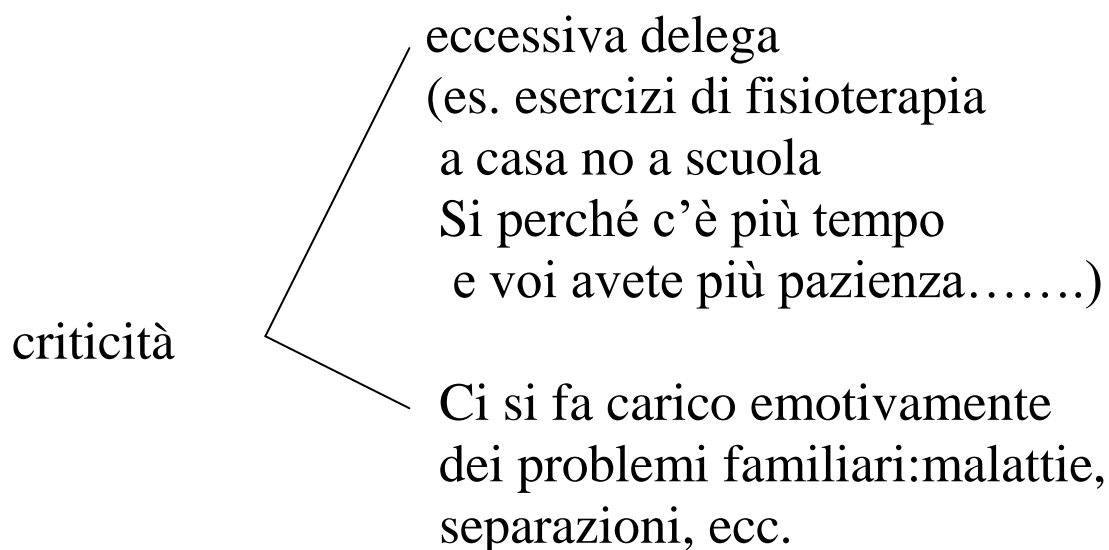 eccessiva delega
(es. esercizi di fisioterapia
a casa no a scuola
Si perché c’è più tempo
e voi avete più pazienza…….)
criticità
Ci si fa carico emotivamente
dei problemi familiari:malattie,
separazioni, ecc.